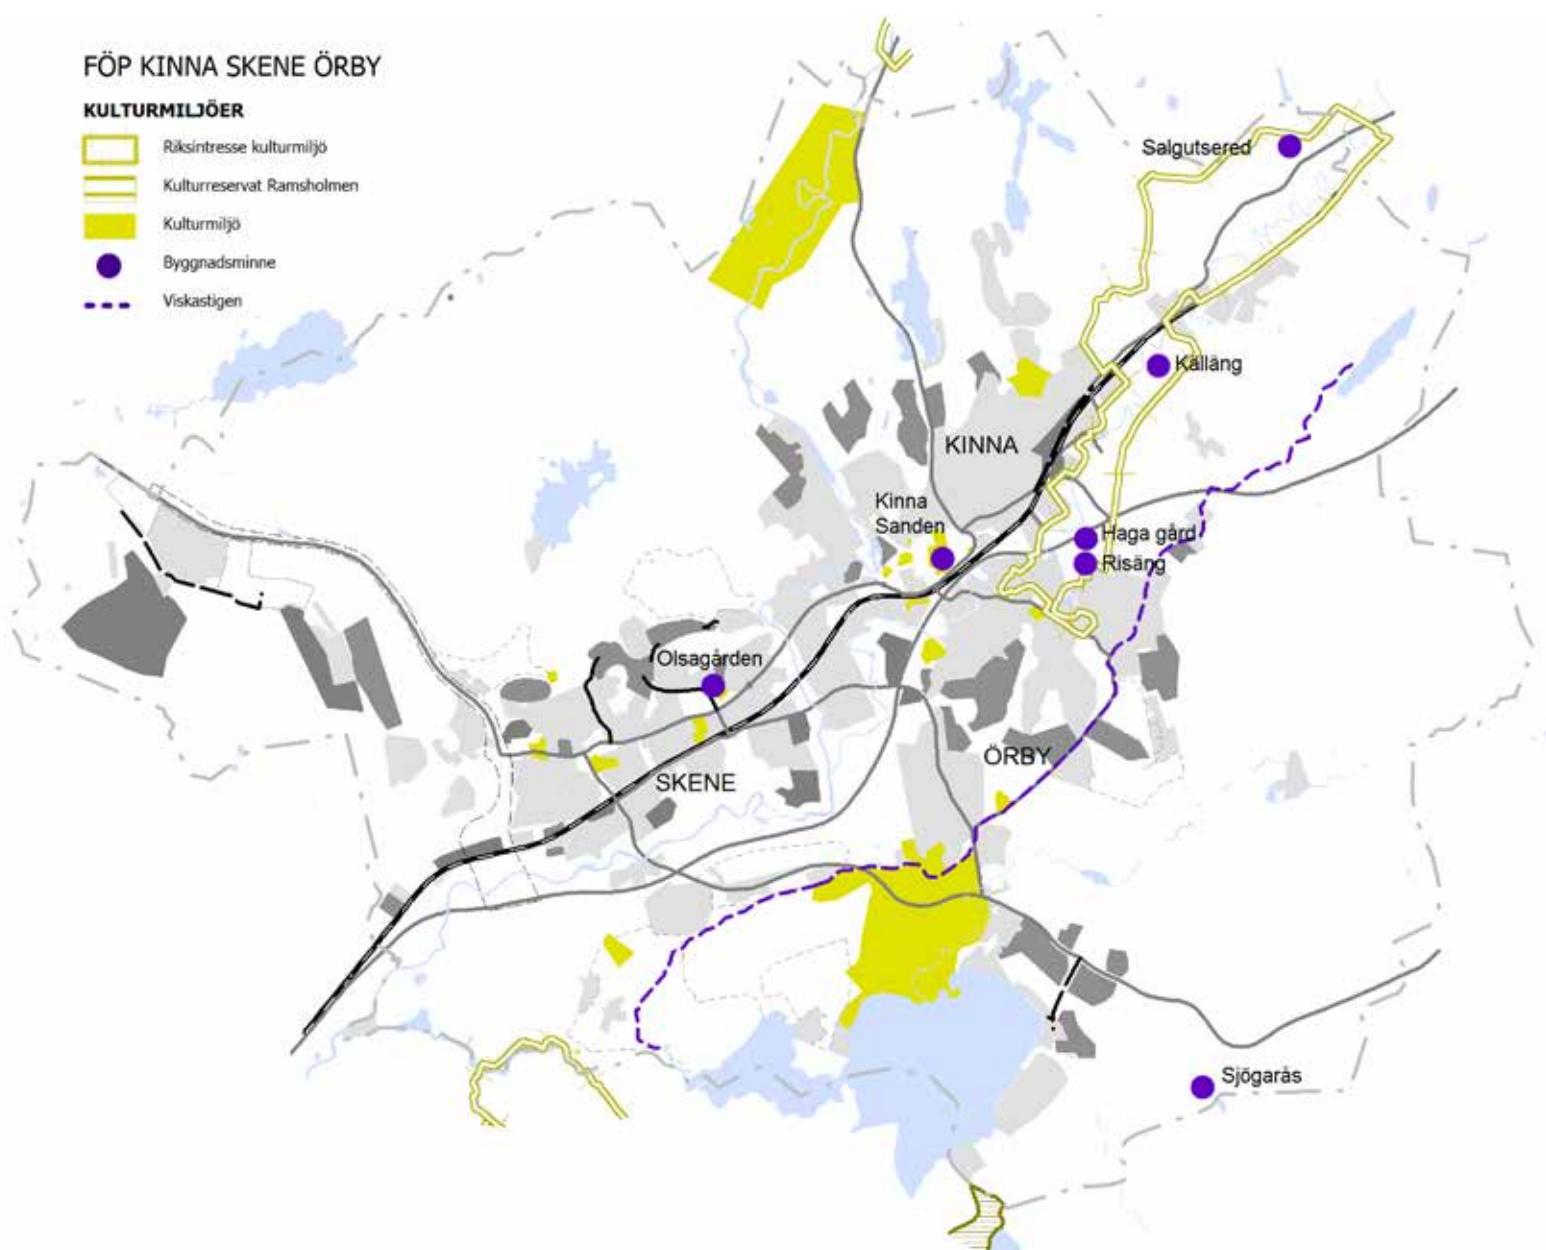 FÖP KINNA SKENE ÖRBY
KULTURMILJÖER
Riksintresse kulturmiljö
Kulturreservat Ramsholmen
Kulturmiljö
Byggnadsminne
Viskastigen
Salgutsered
Källäng
KINNA
Kinna
Sanden
Haga gård
Risäng
Olsagården
ÖRBY
SKENE
Sjögarås